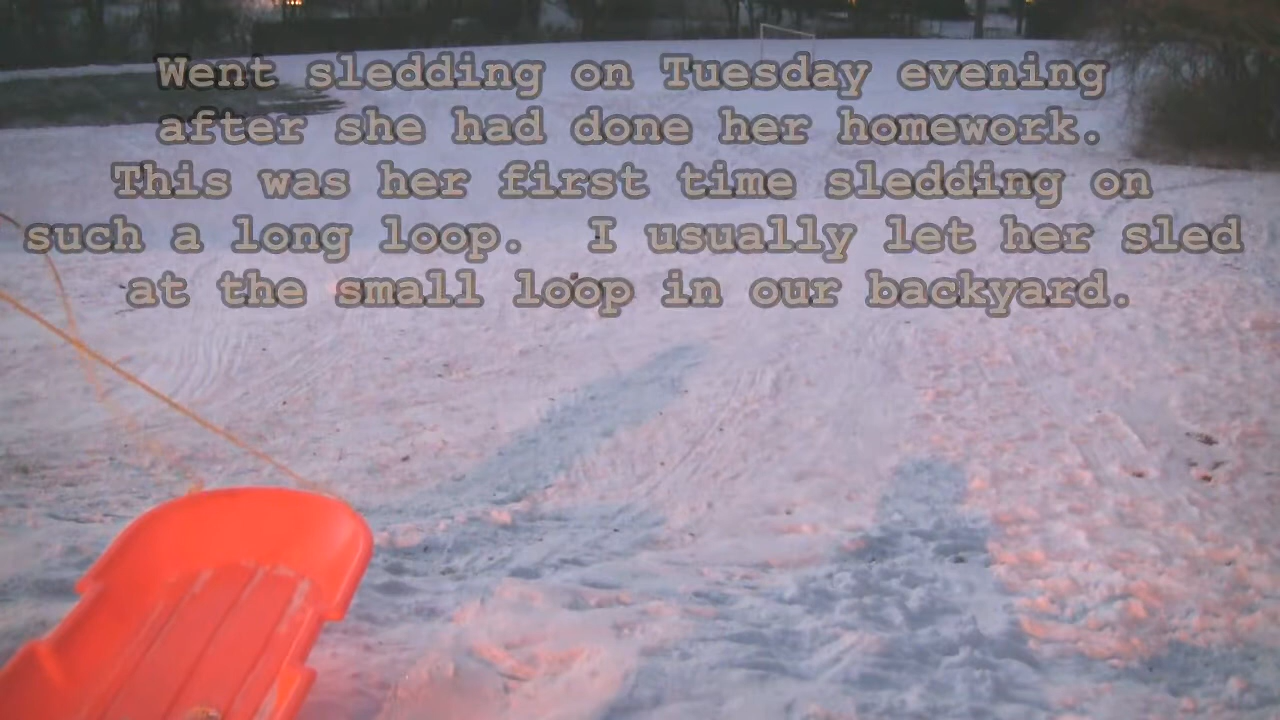 Went sledding on Tuesday evening
after she had done her homework.
This was her first time sledding on
such a long loop.  I usually let her sled
at the small loop in our backyard.